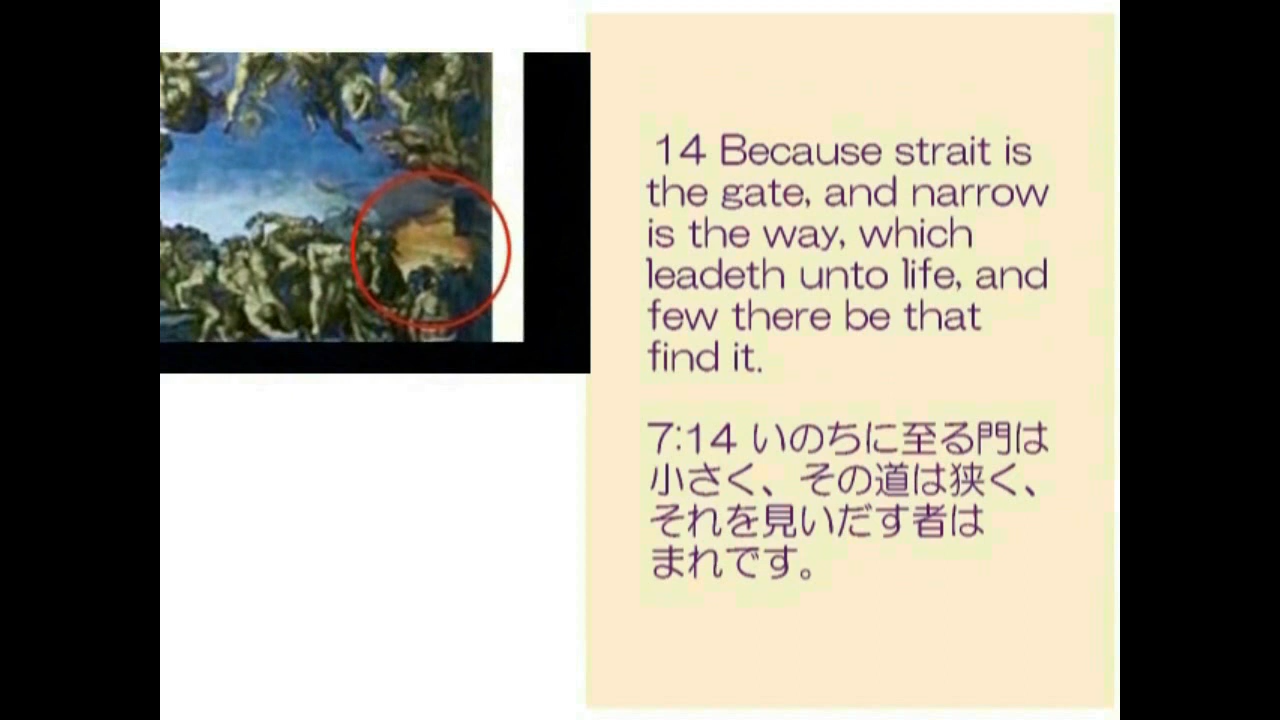 14 Because strait is
the gate, and narrow
is the way, which
leadeth unto life, and
few there be that
find it.
7:14 いのちに至る門は
小さく、その道は狭く、
それを見いだす者は
まれです。